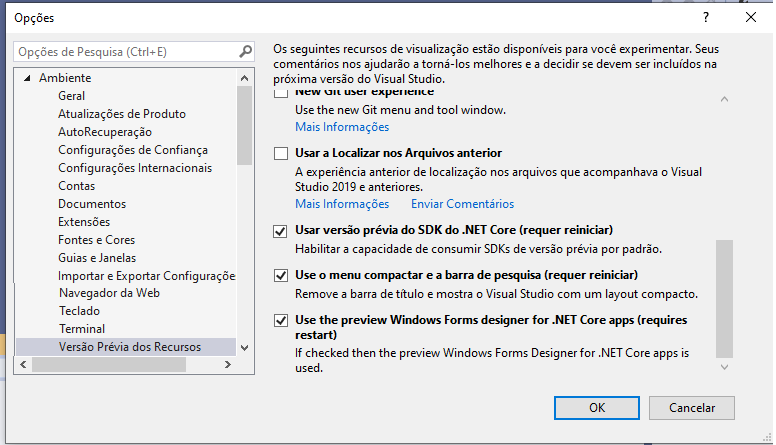 Opções
Opções de Pesquisa (Ctrl+E)
Ambiente
Geral
Atualizações de Produto
AutoRecuperação
Configurações de Confiança
Configurações Internacionais
Contas
Documentos
Extensões
Fontes e Cores
Guias e Janelas
Importar e Exportar Configuraçõe
Navegador da Web
Teclado
Terminal
Versão Prévia dos Recursos
Os seguintes recursos de visualização estão disponíveis para você experimentar. Seus
comentários nos ajudarão a torná-los melhores e a decidir se devem ser incluídos na
próxima versão do Visual Studio.
New Git user experience
Use the new Git menu and tool window.
Mais Informações
Usar a Localizar nos Arquivos anterior
A experiência anterior de localização nos arquivos que acompanhava o Visual
Studio 2019 e anteriores.
Mais Informações Enviar Comentários
Usar versão prévia do SDK do .NET Core (requer reiniciar)
Habilitar a capacidade de consumir SDKs de versão prévia por padrão.
Use o menu compactar e a barra de pesquisa (requer reiniciar)
Remove a barra de título e mostra o Visual Studio com um layout compacto.
Use the preview Windows Forms designer for .NET Core apps (requires
restart)
If checked then the preview Windows Forms Designer for .NET Core apps is
used.
OK Cancelar